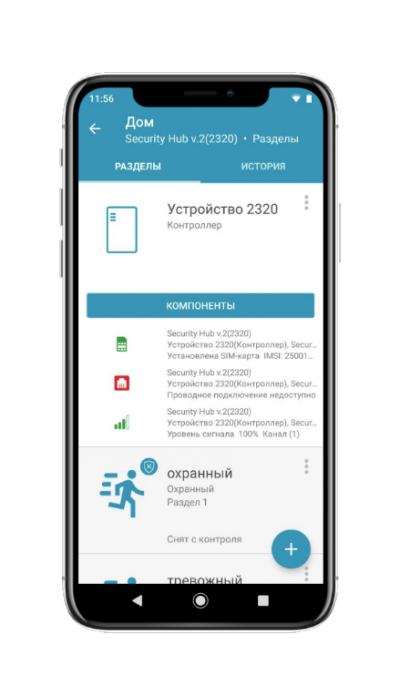 11:56
Дом
Security Hub v.2(2320) • Разделы
РАЗДЕЛЫ
ИСТОРИЯ
Устройство 2320
Контроллер
КОМПОНЕНТЫ
Security Hub v.2(2320)
Устройство 2320(Контроллер), Secur...
Установлена SIM-карта IMSI: 25001...
Security Hub v.2(2320)
Устройство 2320(Контроллер), Secur...
Проводное подключение недоступно
Security Hub v.2(2320)
Устройство 2320(Контроллер), Secur...
Уровень сигнала 100% Канал (1)
охранный
Охранный
Раздел 1
Снят с контроля
+
тревожный